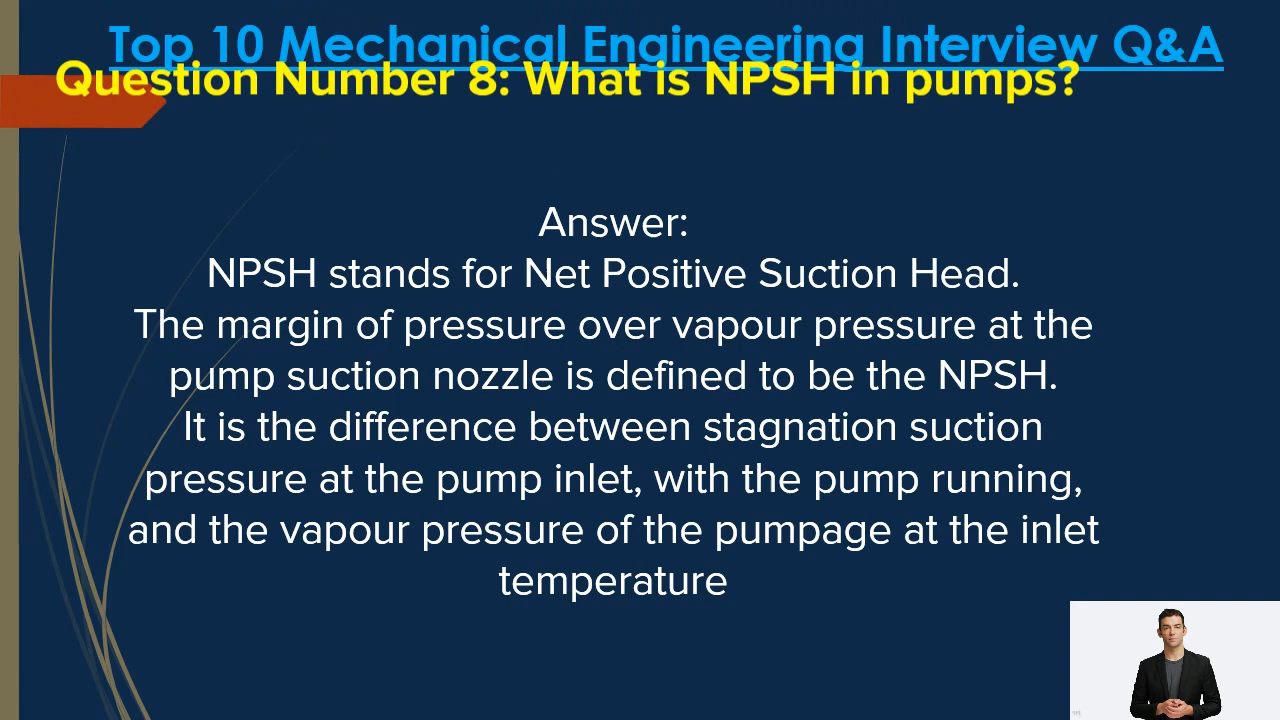 Top 10 Mechanical Engineering Interview Q&A
Question Number 8: What is NPSH in pumps?
Answer:
NPSH stands for Net Positive Suction Head.
The margin of pressure over vapour pressure at the
pump suction nozzle is defined to be the NPSH.
It is the difference between stagnation suction
pressure at the pump inlet, with the pump running,
and the vapour pressure of the pumpage at the inlet
temperature